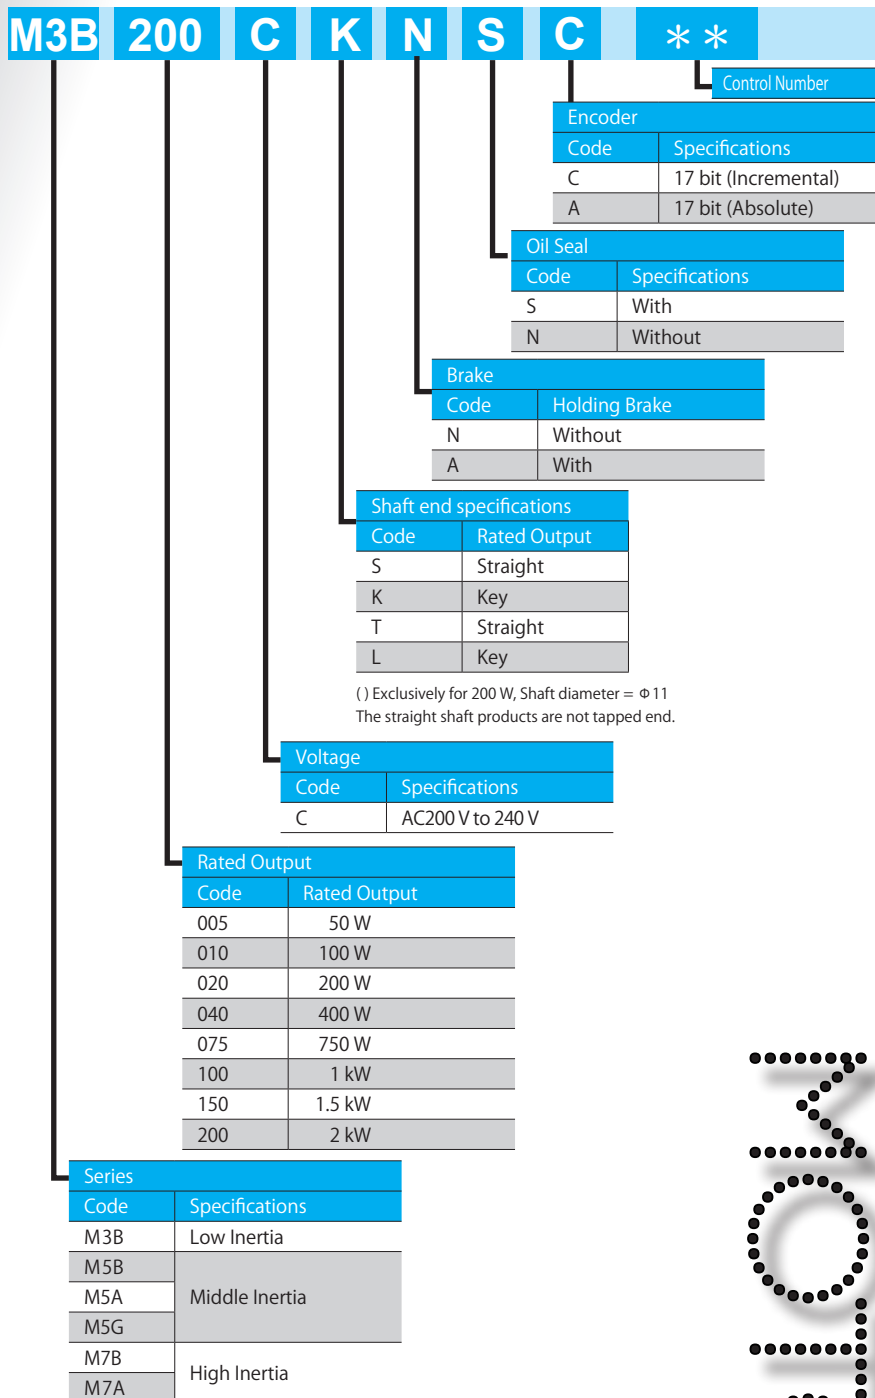 M3B 200 C K N S C **
Control Number
Encoder
Code Specifications
C 17 bit (Incremental)
A 17 bit (Absolute)
Oil Seal
Code Specifications
S With
N Without
Brake
Code Holding Brake
N Without
A With
Shaft end specifications
Code Rated Output
S Straight
K Key
T Straight
L Key
( ) Exclusively for 200 W, Shaft diameter = Φ11
The straight shaft products are not tapped end.
Voltage
Code Specifications
C AC200 V to 240 V
Rated Output
Code Rated Output
005 50 W
010 100 W
020 200 W
040 400 W
075 750 W
100 1 kW
150 1.5 kW
200 2 kW
Series
Code Specifications
M3B Low Inertia
M5B
M5A Middle Inertia
M5G
M7B
High Inertia
M7A